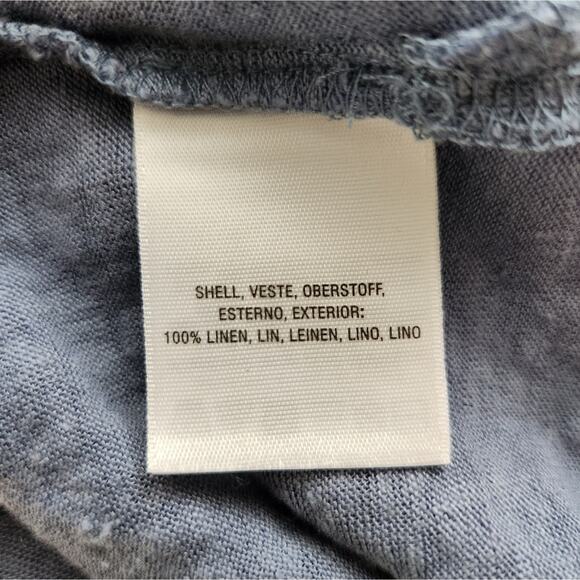 SHELL, VESTE, OBERSTOFF,
ESTERNO, EXTERIOR:
100% LINEN, LIN, LEINEN, LINO, LINO